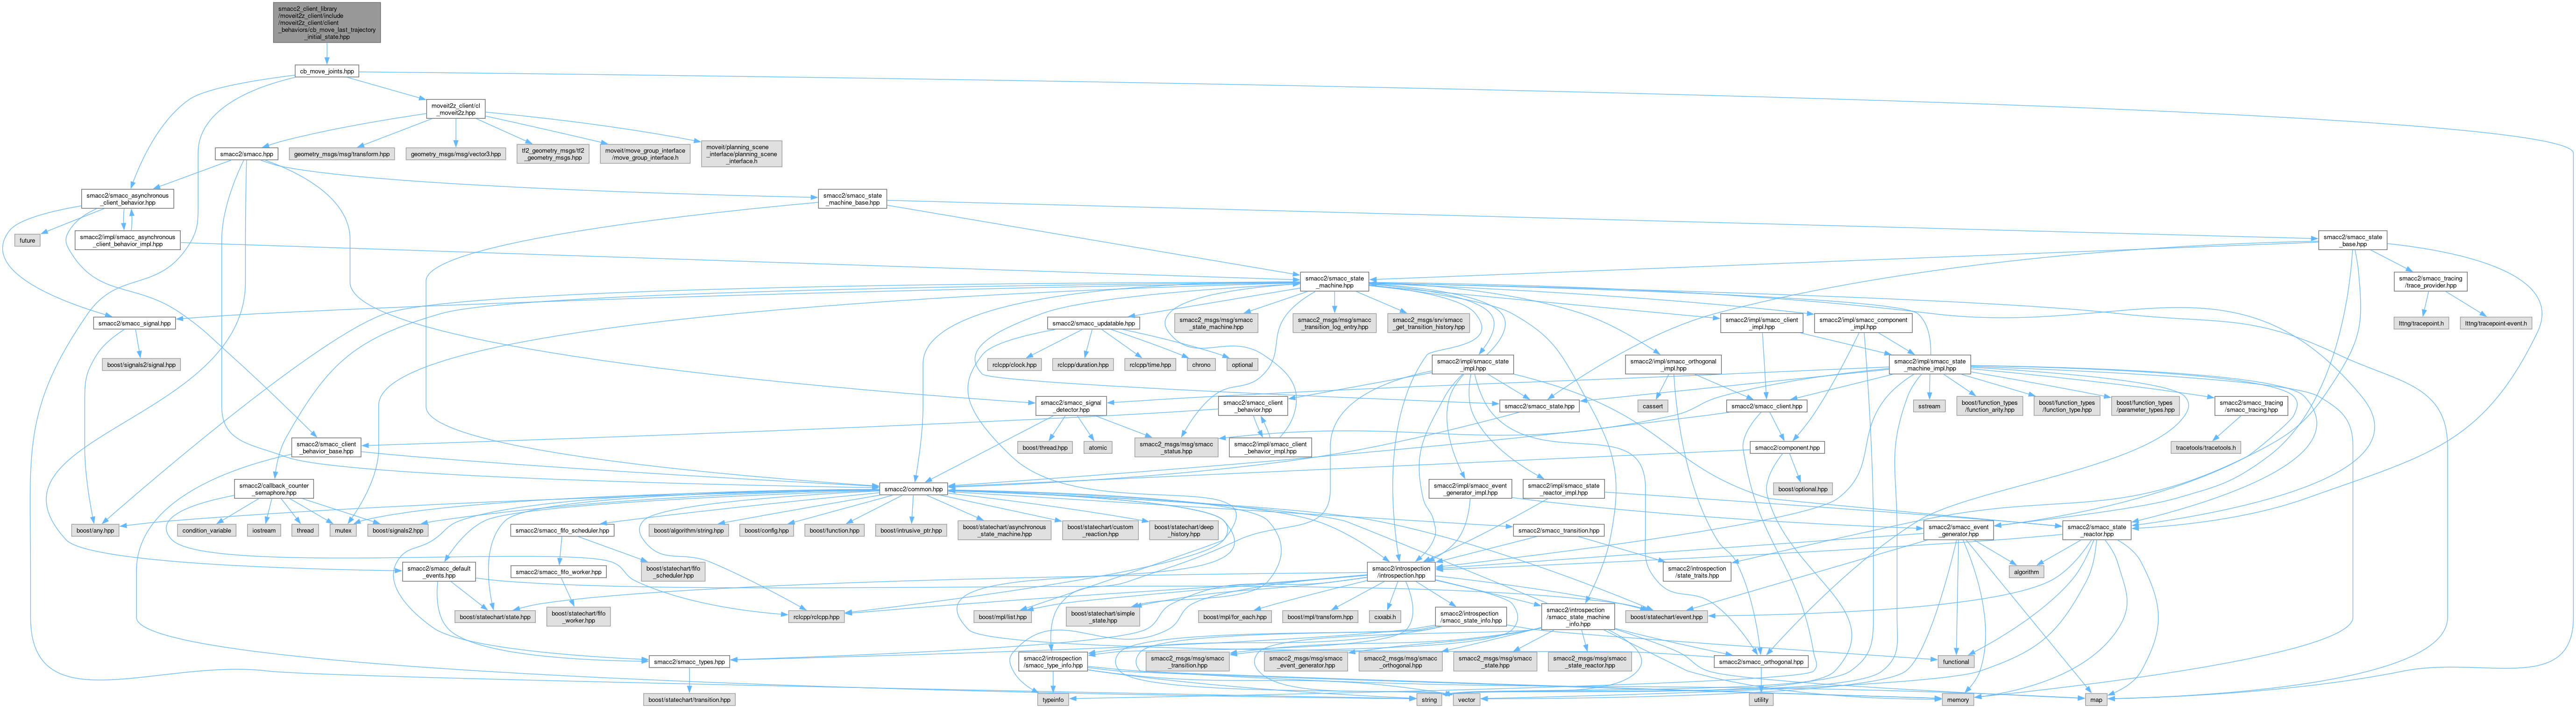 smacc2_client_library
/moveit2z_client/include
/moveit2z_client/client
_behaviors/cb_move_last_trajectory
_initial_state.hpp
cb_move_joints.hpp
moveit2z_client/cl
_moveit2z.hpp
smacc2/smacc.hpp
geometry_msgs/msg/transform.hpp
geometry_msgs/msg/vector3.hpp
tf2_geometry_msgs/tf2
_geometry_msgs.hpp
moveit/move_group_interface
/move_group_interface.h
moveit/planning_scene
_interface/planning_scene
_interface.h
smacc2/smacc_asynchronous
_client_behavior.hpp
smacc2/smacc_state
_machine_base.hpp
future
smacc2/impl/smacc_asynchronous
_client_behavior_impl.hpp
smacc2/smacc_state
_base.hpp
smacc2/smacc_state
_machine.hpp
smacc2/smacc_tracing
/trace_provider.hpp
smacc2/smacc_signal.hpp
smacc2/smacc_updatable.hpp
smacc2_msgs/msg/smacc
_state_machine.hpp
smacc2_msgs/msg/smacc
_transition_log_entry.hpp
smacc2_msgs/srv/smacc
_get_transition_history.hpp
smacc2/impl/smacc_client
_impl.hpp
smacc2/impl/smacc_component
_impl.hpp
lttng/tracepoint.h
lttng/tracepoint-event.h
boost/signals2/signal.hpp
rclcpp/clock.hpp
rclcpp/duration.hpp
rclcpp/time.hpp
chrono
optional
smacc2/impl/smacc_state
_impl.hpp
smacc2/impl/smacc_orthogonal
_impl.hpp
smacc2/impl/smacc_state
_machine_impl.hpp
smacc2/smacc_signal
_detector.hpp
smacc2/smacc_client
_behavior.hpp
smacc2/smacc_state.hpp
cassert
smacc2/smacc_client.hpp
sstream
boost/function_types
/function_arity.hpp
boost/function_types
/function_type.hpp
boost/function_types
/parameter_types.hpp
smacc2/smacc_tracing
/smacc_tracing.hpp
smacc2/smacc_client
_behavior_base.hpp
boost/thread.hpp
atomic
smacc2_msgs/msg/smacc
_status.hpp
smacc2/impl/smacc_client
_behavior_impl.hpp
smacc2/component.hpp
tracetools/tracetools.h
smacc2/callback_counter
_semaphore.hpp
smacc2/common.hpp
smacc2/impl/smacc_event
_generator_impl.hpp
smacc2/impl/smacc_state
_reactor_impl.hpp
boost/optional.hpp
boost/any.hpp
condition_variable
iostream
thread
mutex
boost/signals2.hpp
smacc2/smacc_fifo_scheduler.hpp
boost/algorithm/string.hpp
boost/config.hpp
boost/function.hpp
boost/intrusive_ptr.hpp
boost/statechart/asynchronous
_state_machine.hpp
boost/statechart/custom
_reaction.hpp
boost/statechart/deep
_history.hpp
smacc2/smacc_transition.hpp
smacc2/smacc_event
_generator.hpp
smacc2/smacc_state
_reactor.hpp
smacc2/smacc_default
_events.hpp
smacc2/smacc_fifo_worker.hpp
boost/statechart/fifo
_scheduler.hpp
smacc2/introspection
/introspection.hpp
smacc2/introspection
/state_traits.hpp
algorithm
boost/statechart/state.hpp
boost/statechart/fifo
_worker.hpp
rclcpp/rclcpp.hpp
boost/mpl/list.hpp
boost/statechart/simple
_state.hpp
boost/mpl/for_each.hpp
boost/mpl/transform.hpp
cxxabi.h
smacc2/introspection
/smacc_state_info.hpp
smacc2/introspection
/smacc_state_machine
_info.hpp
boost/statechart/event.hpp
smacc2/smacc_types.hpp
smacc2/introspection
/smacc_type_info.hpp
smacc2_msgs/msg/smacc
_transition.hpp
smacc2_msgs/msg/smacc
_event_generator.hpp
smacc2_msgs/msg/smacc
_orthogonal.hpp
smacc2_msgs/msg/smacc
_state.hpp
smacc2_msgs/msg/smacc
_state_reactor.hpp
smacc2/smacc_orthogonal.hpp
functional
boost/statechart/transition.hpp
typeinfo
string
vector
utility
memory
map